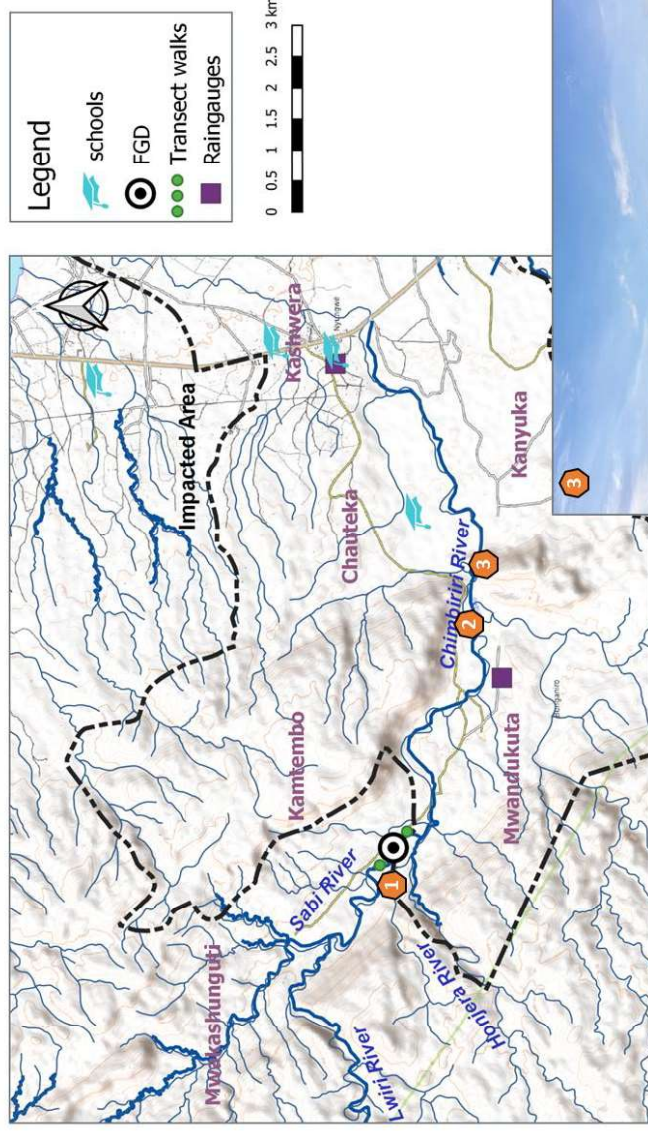 Legend
schools
FGD
Transect walks
Raingauges
0 0.5 1 1.5 2 2.5 3 km
Impacted Area
Kashwera
Chauteka
Kanyuka
Kamtembo
Chimbiriri River
Mwandukuta
Sabi River
Mwakashunguti
Honjera River
Lwiri River
1
2
3
3